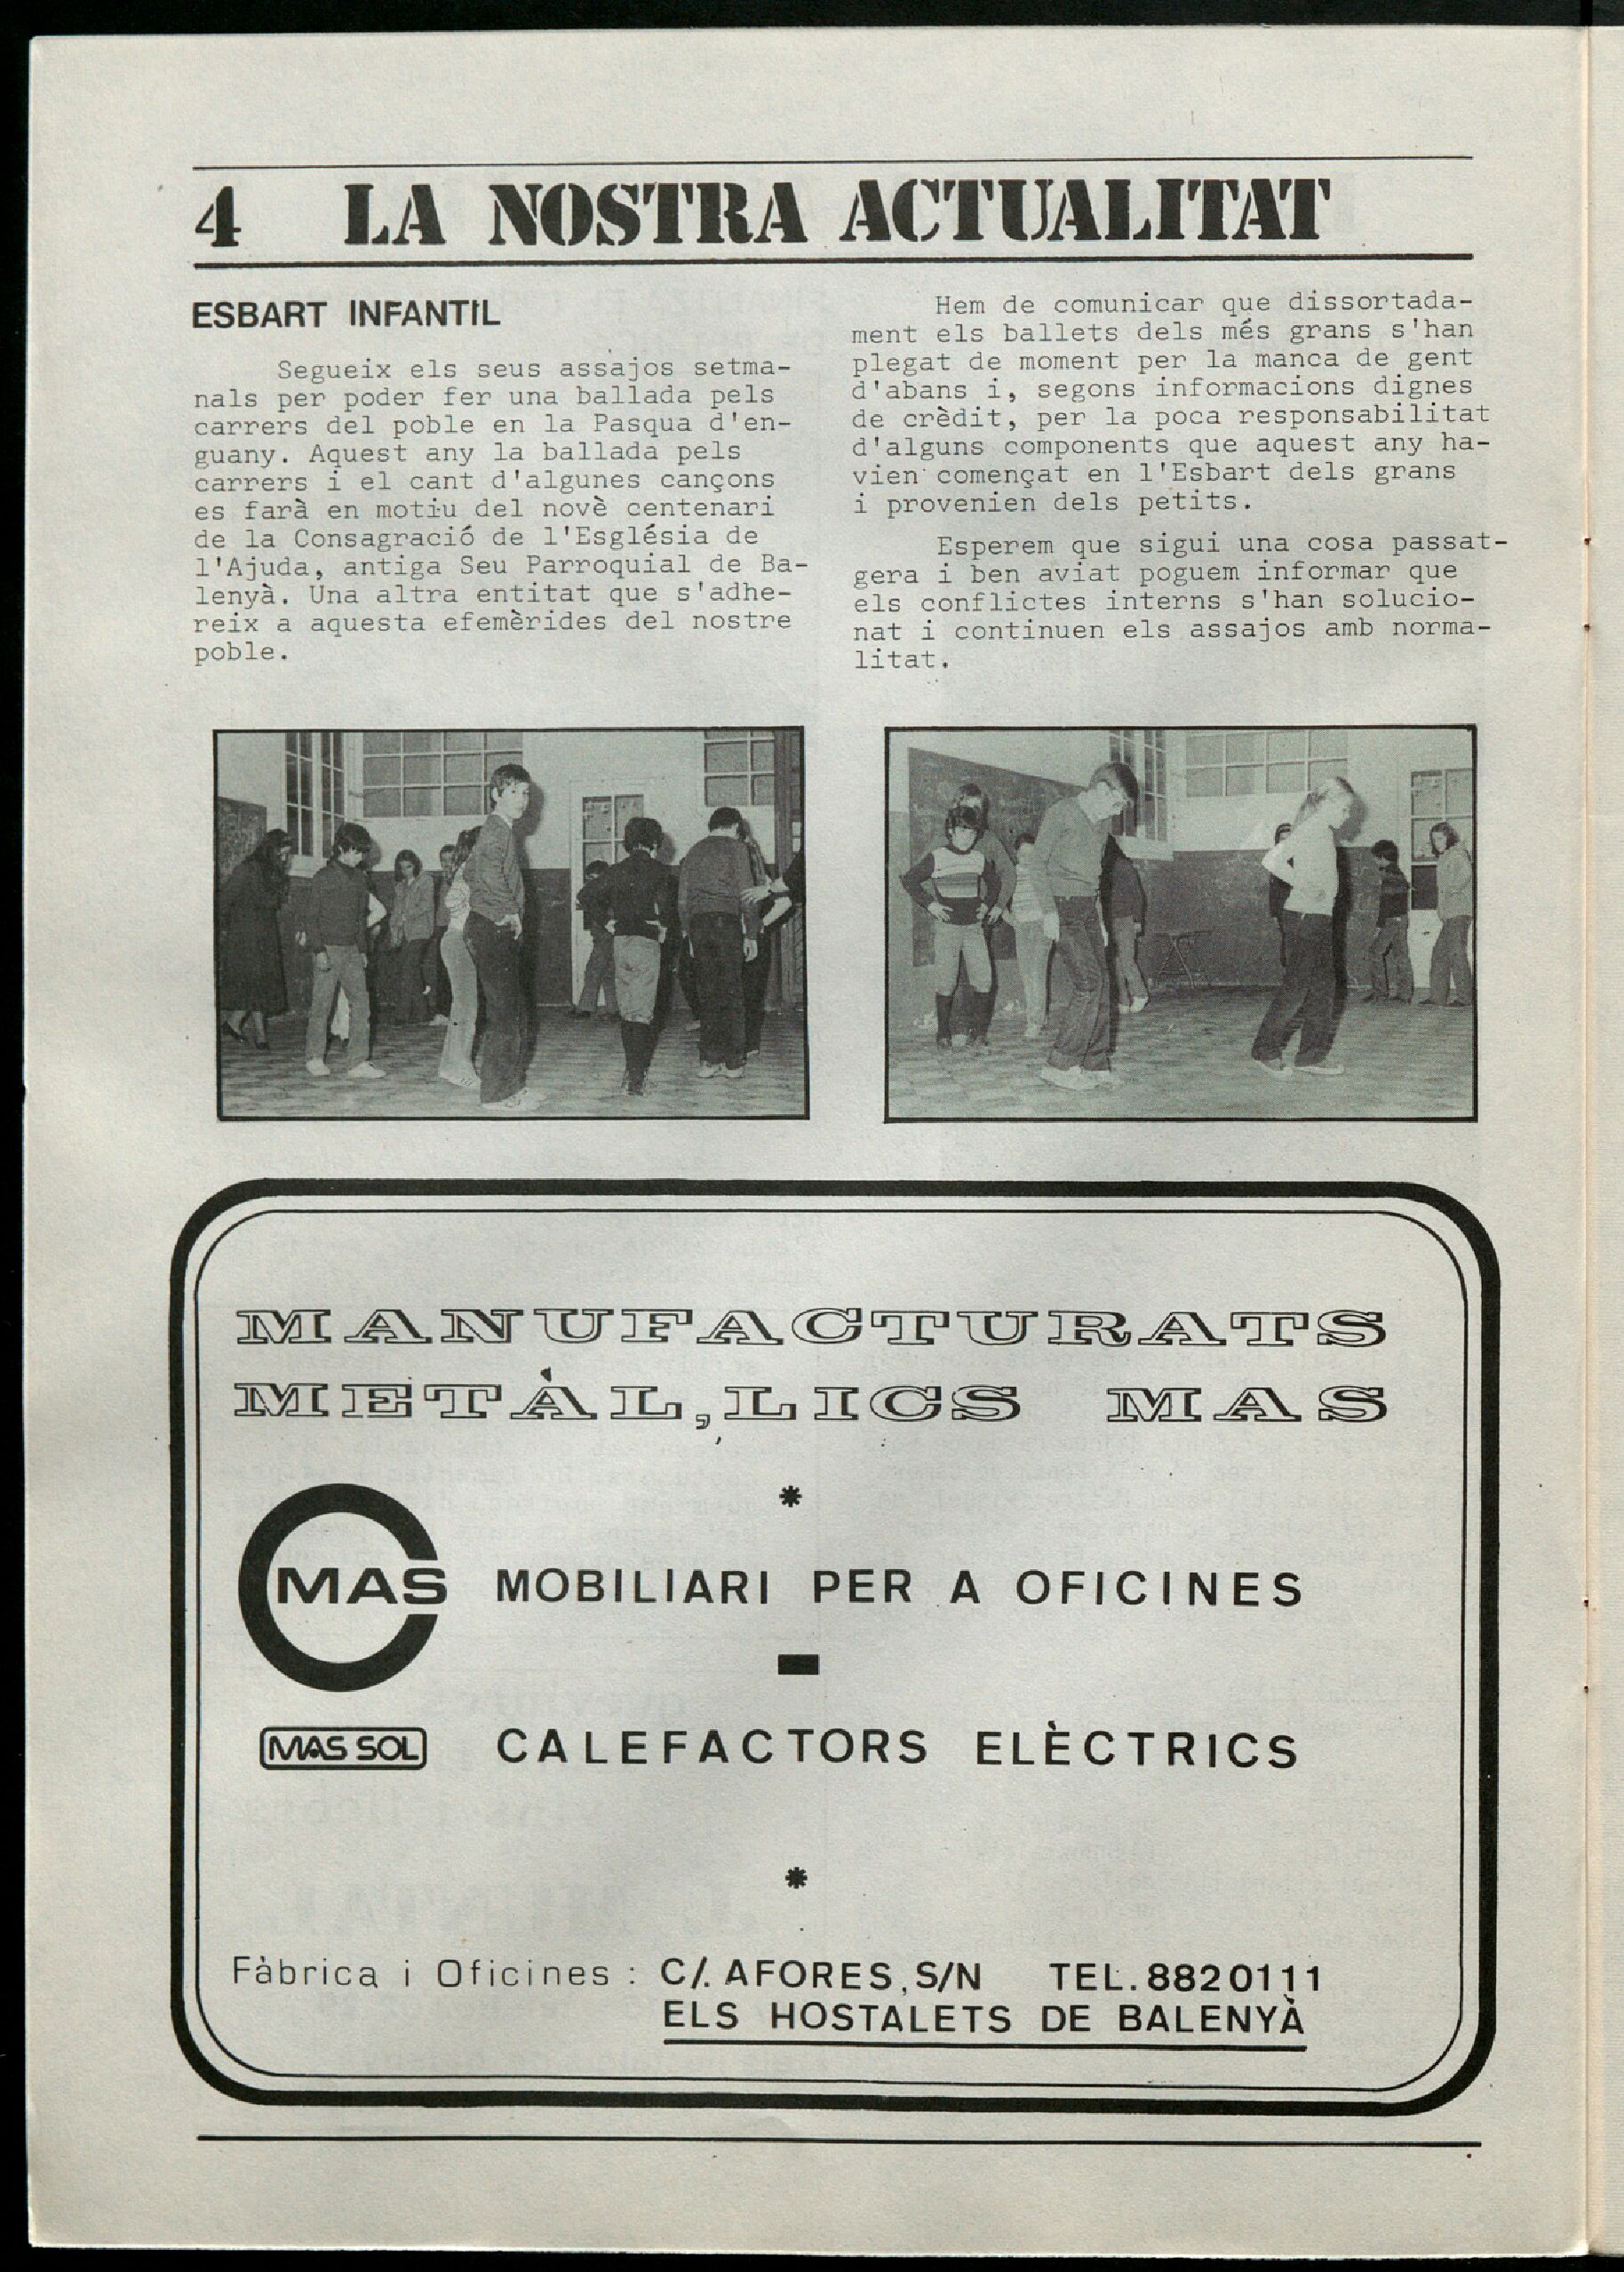 4 LA NOSTRA ACTUALITAT
ESBART INFANTIL
Segueix els seus assajos setma-
nals per poder fer una ballada pels
carrers del poble en la Pasqua d'en-
guany. Aquest any la ballada pels
carrers i el cant d'algunes cançons
es farà en motiu del novè centenari
de la Consagració de l'Església de
l'Ajuda, antiga Seu Parroquial de Ba-
lenyà. Una altra entitat que s'adhe-
reix a aquesta efemèrides del nostre
poble.
Hem de comunicar que dissortada-
ment els ballets dels més grans s'han
plegat de moment per la manca de gent
d'abans i, segons informacions dignes
de crèdit, per la poca responsabilitat
d'alguns components que aquest any ha-
vien començat en l'Esbart dels grans
i provenien dels petits.
Esperem que sigui una cosa passat-
gera i ben aviat poguem informar que
els conflictes interns s'han solucio-
nat i continuen els assajos amb norma-
litat.
MANUFACTURATS
METÀL,LICS MAS
*
MAS MOBILIARI PER A OFICINES
-
MAS SOL CALEFACTORS ELÈCTRICS
*
Fàbrica i Oficines : C/. AFORES, S/N TEL. 8820111
ELS HOSTALETS DE BALENYÀ